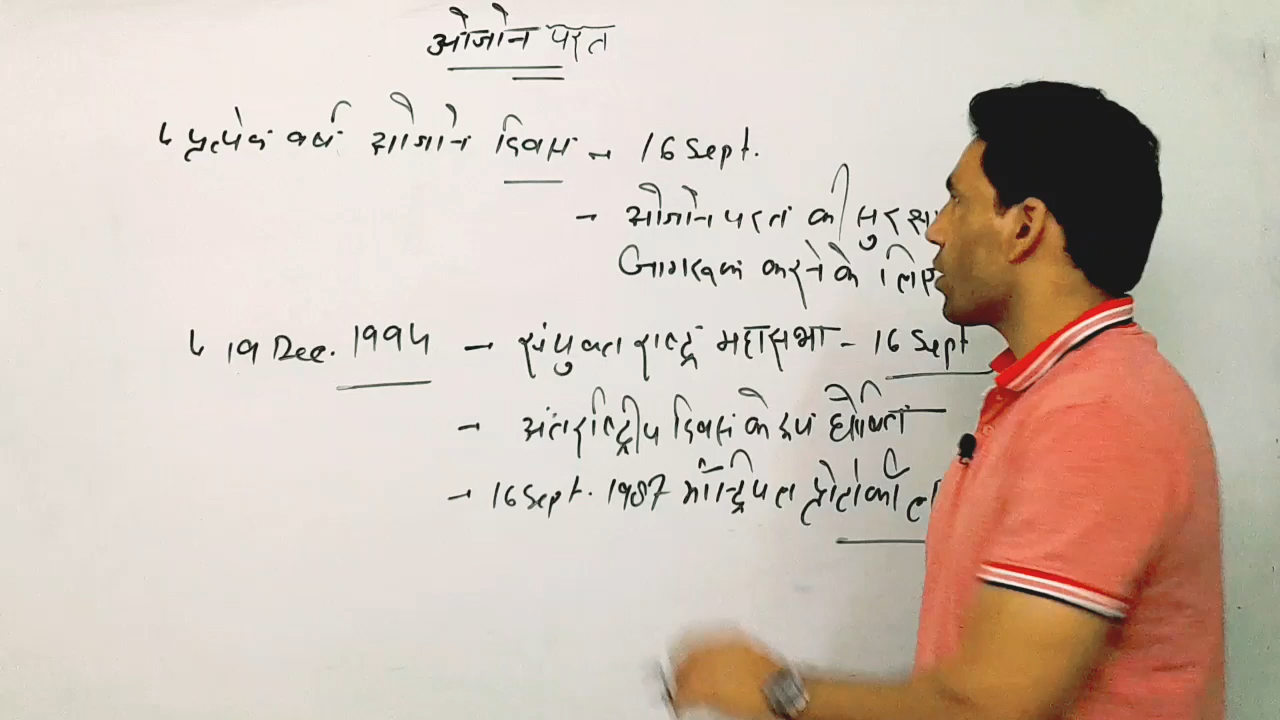 ओजोन परत
↳ प्रत्येक वर्ष ओजोन दिवस → 16 Sept.
→ ओजोन परत की सुरक्षा
जागरूक करने के लिए
↳ 19 Dec. 1994 → संयुक्त राष्ट्र महासभा - 16 Sept
→ अंतर्राष्ट्रीय दिवस के रूप घोषित
→ 16 Sept. 1987 मॉन्ट्रियल प्रोटोकॉल